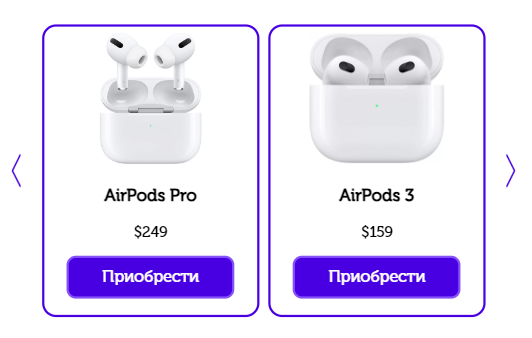 AirPods Pro
$249
Приобрести
AirPods 3
$159
Приобрести